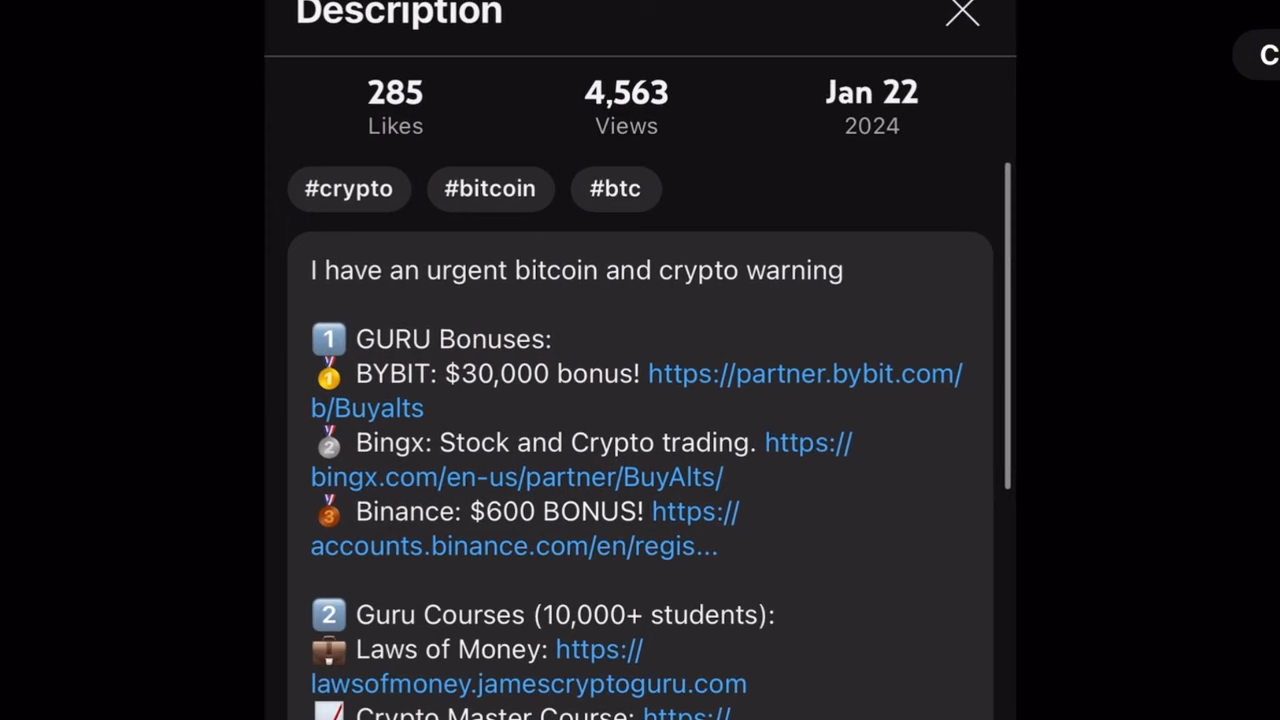 Description
C
285 4,563 Jan 22
Likes Views 2024
#crypto #bitcoin #btc
I have an urgent bitcoin and crypto warning
1️⃣ GURU Bonuses:
🥇 BYBIT: $30,000 bonus! https://partner.bybit.com/
b/Buyalts
🥈 Bingx: Stock and Crypto trading. https://
bingx.com/en-us/partner/BuyAlts/
🥉 Binance: $600 BONUS! https://
accounts.binance.com/en/regis...
2️⃣ Guru Courses (10,000+ students):
💼 Laws of Money: https://
lawsofmoney.jamescryptoguru.com
📈 Crypto Master Course: https://